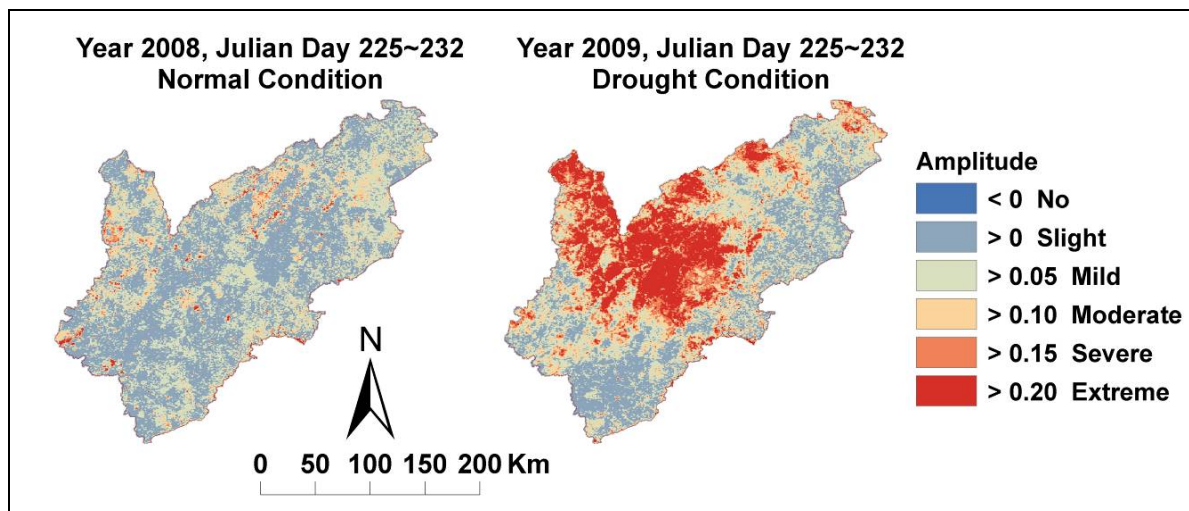 Year 2008, Julian Day 225~232
Normal Condition
Year 2009, Julian Day 225~232
Drought Condition
Amplitude
< 0 No
> 0 Slight
> 0.05 Mild
> 0.10 Moderate
> 0.15 Severe
> 0.20 Extreme
N
0 50 100 150 200 Km